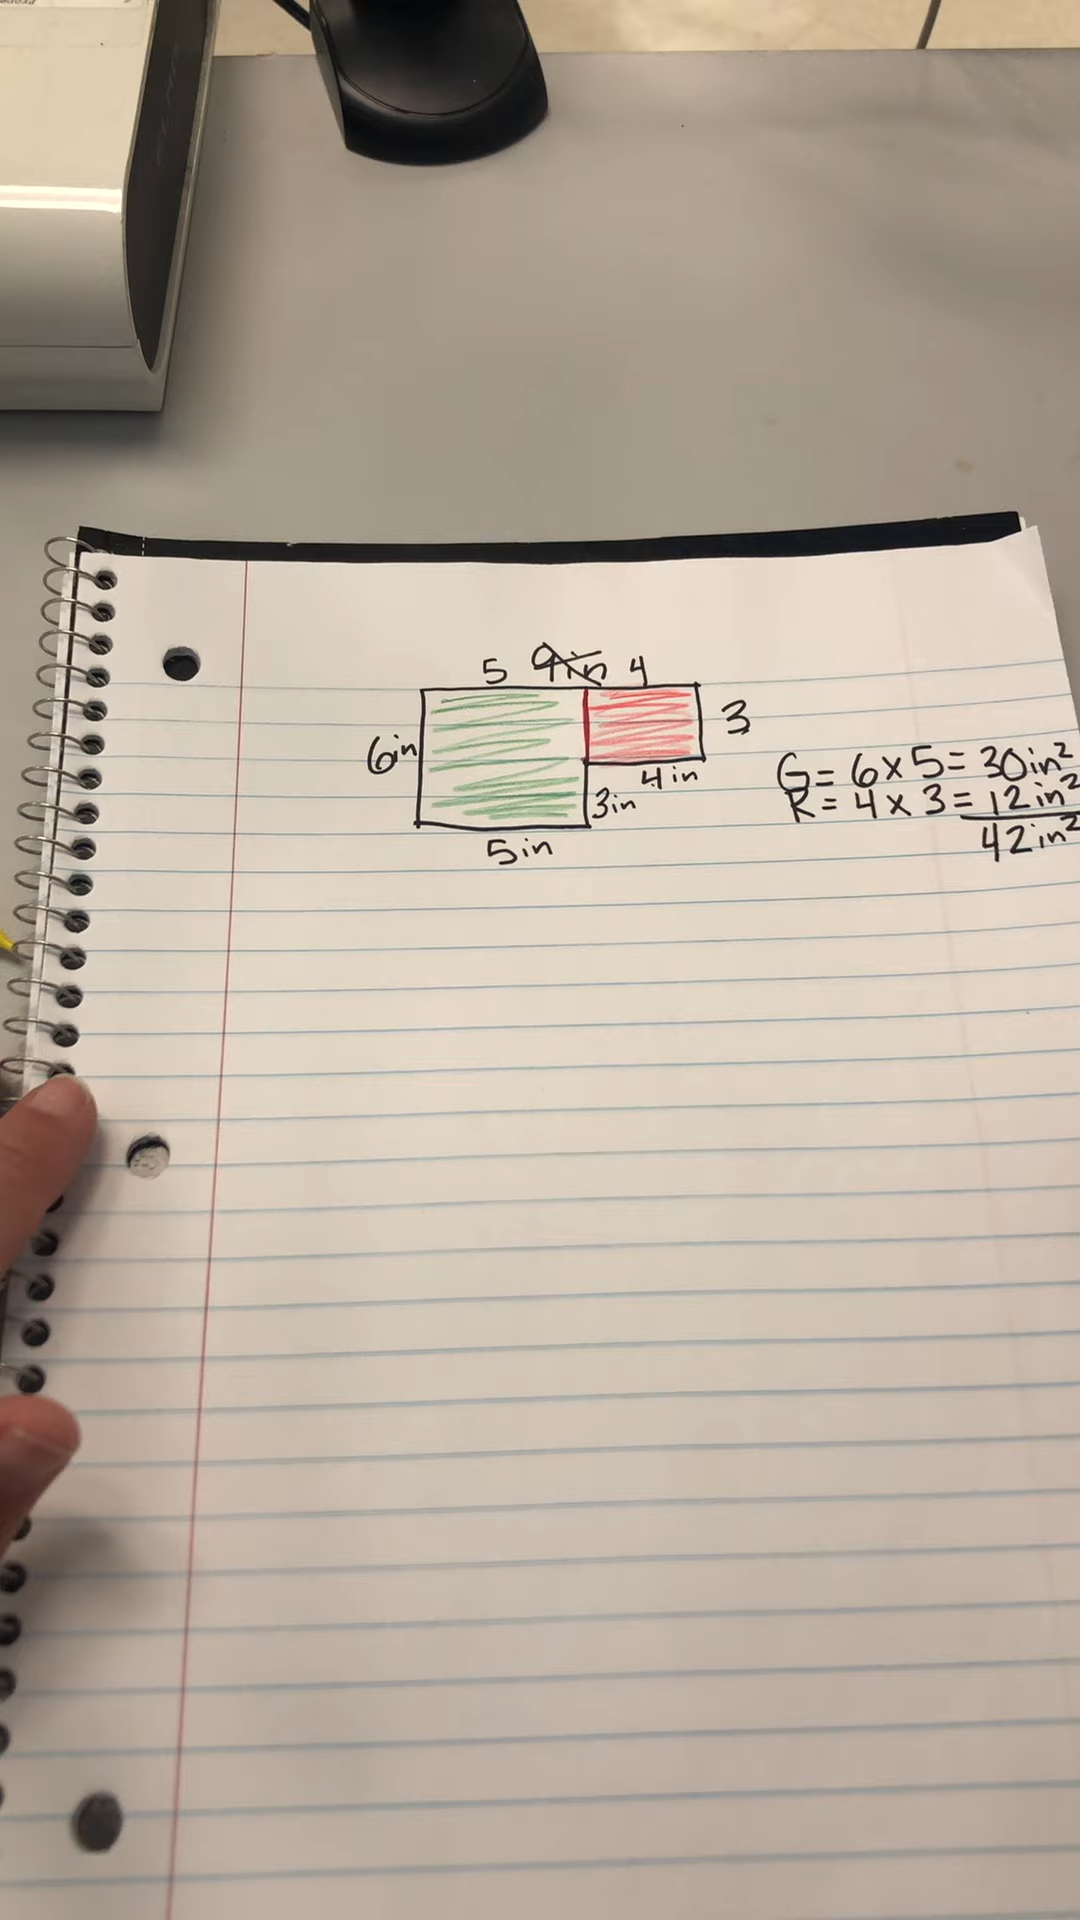 5 9in 4
6in
3
4in
3in
5in
G = 6 x 5 = 30in²
R = 4 x 3 = 12in²
42in²